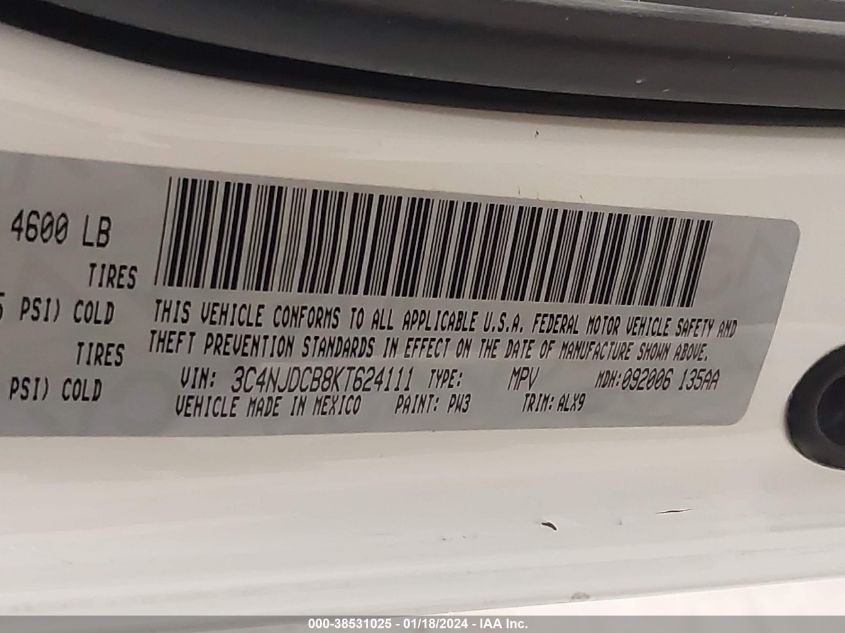 4600 LB
TIRES
PSI) COLD
TIRES
PSI) COLD
THIS VEHICLE CONFORMS TO ALL APPLICABLE U.S.A. FEDERAL MOTOR VEHICLE SAFETY AND
THEFT PREVENTION STANDARDS IN EFFECT ON THE DATE OF MANUFACTURE SHOWN ABOVE.
VIN: 3C4NJDCB8KT624111 TYPE: MPV MDH:092006 135AA
VEHICLE MADE IN MEXICO PAINT: PW3 TRIM: ALX9
000-38531025 - 01/18/2024 - IAA Inc.